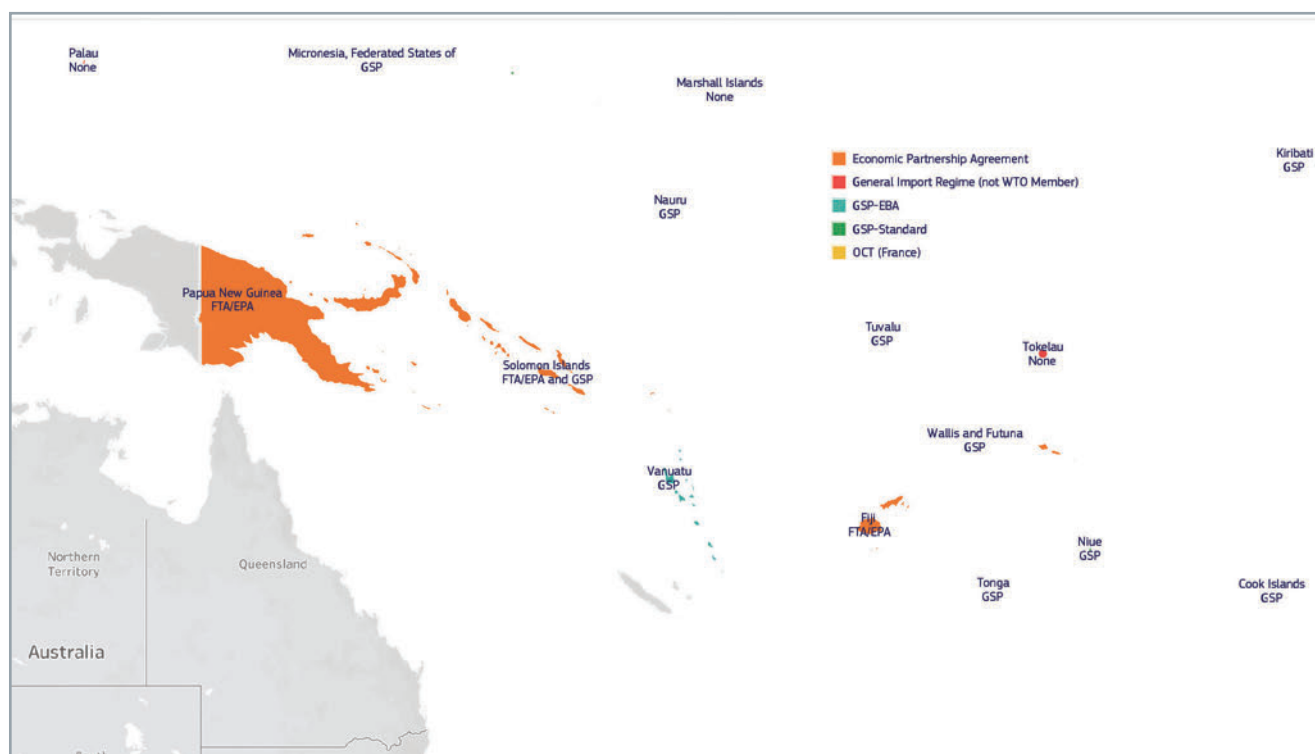 Palau
None
Micronesia, Federated States of
GSP
Marshall Islands
None
Economic Partnership Agreement
General Import Regime (not WTO Member)
GSP-EBA
GSP-Standard
OCT (France)
Kiribati
GSP
Nauru
GSP
Papua New Guinea
FTA/EPA
Solomon Islands
FTA/EPA and GSP
Tuvalu
GSP
Tokelau
None
Wallis and Futuna
GSP
Vanuatu
GSP
Fiji
FTA/EPA
Niue
GSP
Tonga
GSP
Cook Islands
GSP
Northern
Territory
Queensland
Australia